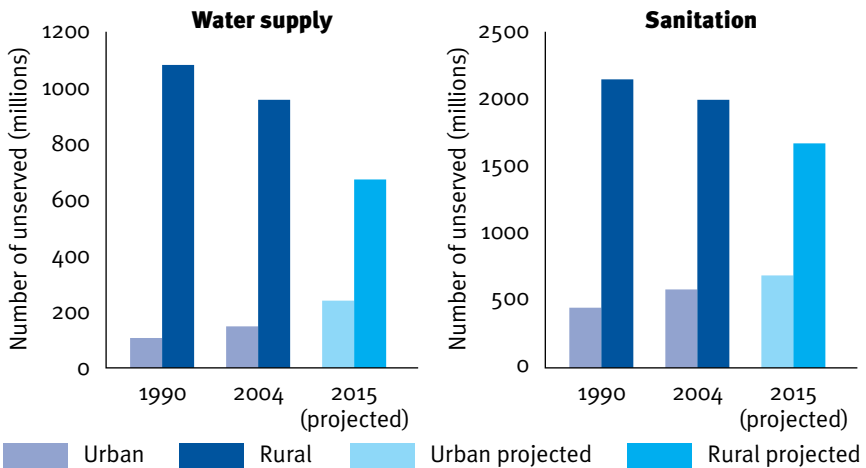 Water supply
Number of unserved (millions)
1200
1000
800
600
400
200
0
1990 2004 2015
(projected)
Sanitation
Number of unserved (millions)
2500
2000
1500
1000
500
0
1990 2004 2015
(projected)
Urban Rural Urban projected Rural projected